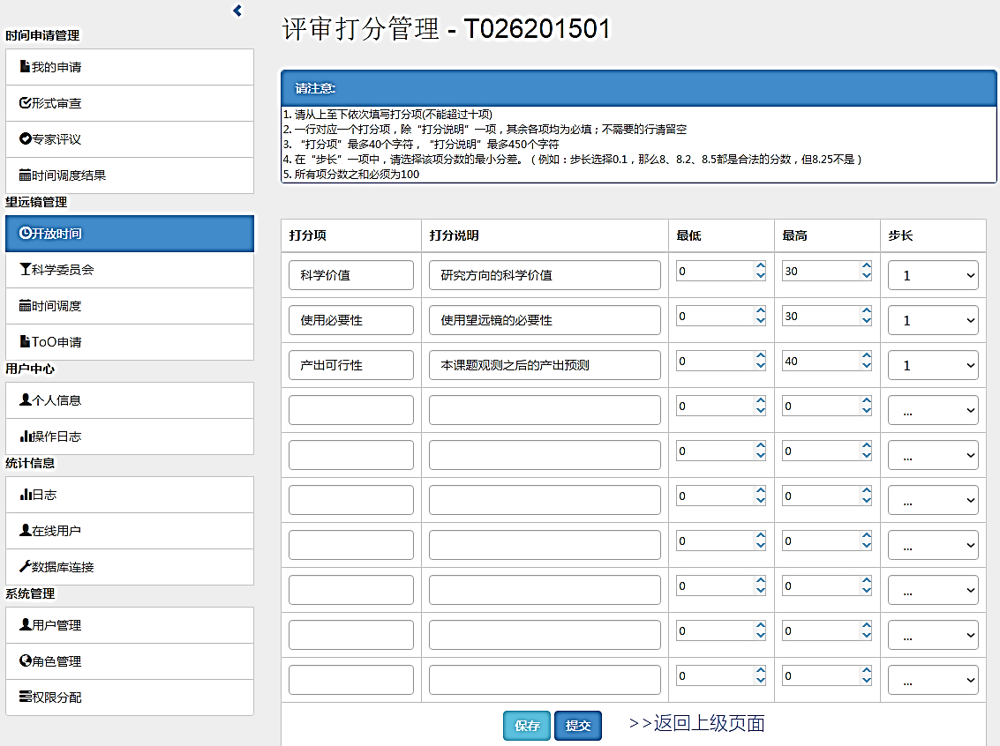 时间申请管理
我的申请
形式审查
专家评议
时间调度结果
望远镜管理
开放时间
科学委员会
时间调度
ToO申请
用户中心
个人信息
操作日志
统计信息
日志
在线用户
数据库连接
系统管理
用户管理
角色管理
权限分配
评审打分管理 - T026201501
请注意:
1. 请从上至下依次填写打分项(不能超过十项)
2. 一行对应一个打分项，除“打分说明”一项，其余各项均为必填；不需要的行请留空
3. “打分项”最多40个字符，“打分说明”最多450个字符
4. 在“步长”一项中，请选择该项分数的最小分差。（例如：步长选择0.1，那么8、8.2、8.5都是合法的分数，但8.25不是）
5. 所有项分数之和必须为100
打分项 打分说明 最低 最高 步长
科学价值 研究方向的科学价值 0 30 1
使用必要性 使用望远镜的必要性 0 30 1
产出可行性 本课题观测之后的产出预测 0 40 1
0 0 ...
0 0 ...
0 0 ...
0 0 ...
0 0 ...
0 0 ...
0 0 ...
保存 提交 >>返回上级页面